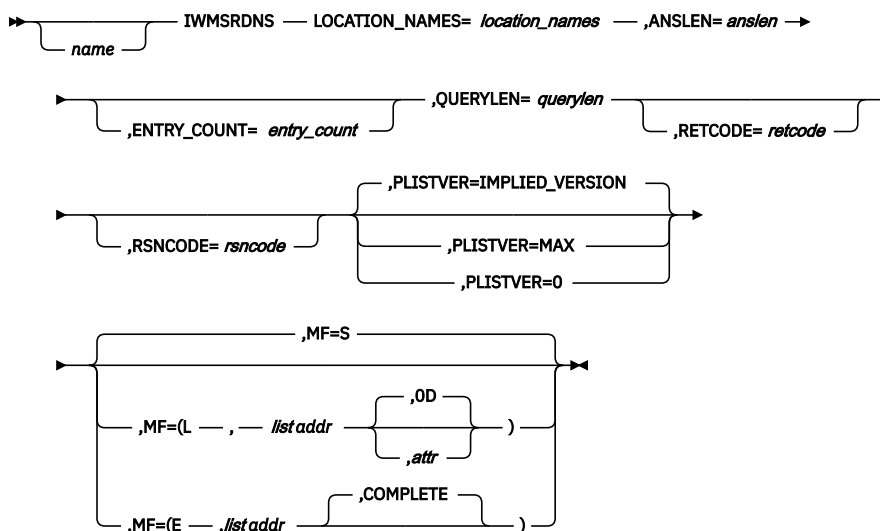 IWMSRDNS LOCATION_NAMES= location_names ,ANSLEN= anslen
name
,QUERYLEN= querylen
,ENTRY_COUNT= entry_count ,RETCODE= retcode
,PLISTVER=IMPLIED_VERSION
,RSNCODE= rsncode ,PLISTVER=MAX
,PLISTVER=0
,MF=S
,0D
,MF=(L , list addr )
,attr
,COMPLETE
,MF=(E ,list addr )